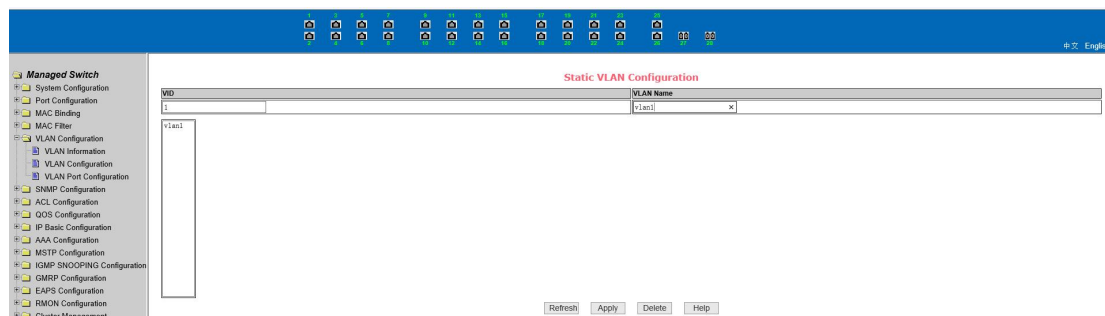 1 3 5 7 9 11 13 15 17 19 21 23 25
2 4 6 8 10 12 14 16 18 20 22 24 26 27 28
中文 Englis
Managed Switch
System Configuration
Port Configuration
MAC Binding
MAC Filter
VLAN Configuration
VLAN Information
VLAN Configuration
VLAN Port Configuration
SNMP Configuration
ACL Configuration
QOS Configuration
IP Basic Configuration
AAA Configuration
MSTP Configuration
IGMP SNOOPING Configuration
GMRP Configuration
EAPS Configuration
RMON Configuration
Cluster Management
Static VLAN Configuration
VID VLAN Name
1 vlan1 ×
vlan1
Refresh Apply Delete Help